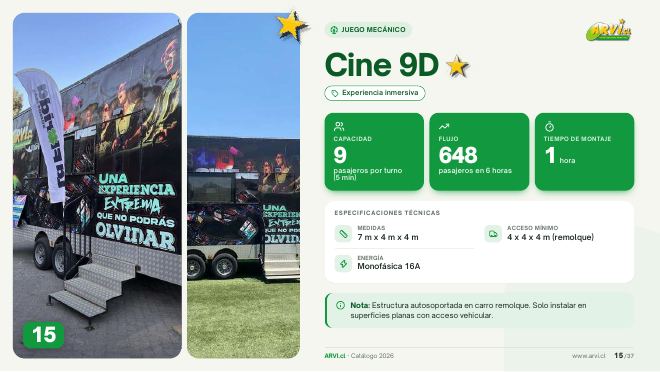 UNA
EXPERIENCIA
EXTREMA
QUE NO PODRÁS
OLVIDAR
15
JUEGO MECÁNICO
ARVI.cl
Cine 9D
Experiencia Inmersiva
CAPACIDAD
9
pasajeros por turno
(5 min)
FLUJO
648
pasajeros en 6 horas
TIEMPO DE MONTAJE
1 hora
ESPECIFICACIONES TÉCNICAS
MEDIDAS
7 m x 4 m x 4 m
ACCESO MÍNIMO
4 x 4 x 4 m (remolque)
ENERGÍA
Monofásica 16A
Nota: Estructura autosoportada en carro remolque. Solo instalar en
superficies planas con acceso vehicular.
ARVI.cl · Catálogo 2026
www.arvi.cl 15/37